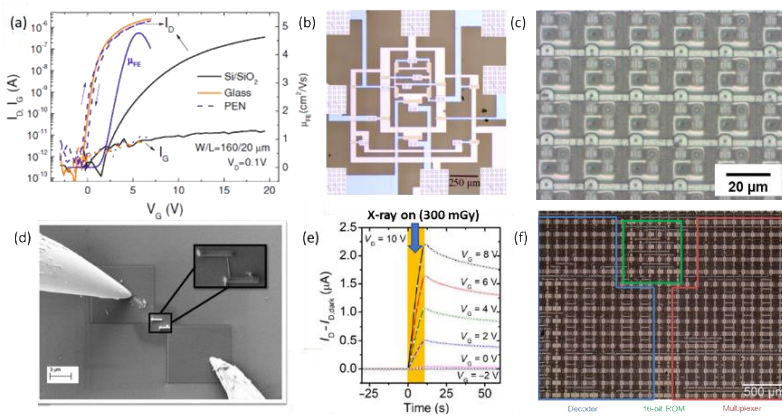 (a)
10⁻⁵
10⁻⁶
10⁻⁷
10⁻⁸
10⁻⁹
10⁻¹⁰
10⁻¹¹
10⁻¹²
10⁻¹³
I_D, I_G (A)
I_D
μ_FE
Si/SiO₂
Glass
PEN
I_G
W/L=160/20 μm
V_D=0.1V
5
4
3
2
1
0
μ_FE(cm²/Vs)
0 5 10 15 20
V_G (V)
(b)
250 μm
(c)
20 μm
(d)
(e)
X-ray on (300 mGy)
V_D = 10 V
2.5
2.0
1.5
1.0
0.5
0.0
I_D - I_D,dark (μA)
V_G = 8 V
V_G = 6 V
V_G = 4 V
V_G = 2 V
V_G = 0 V
V_G = −2 V
-25 0 25 50
Time (s)
(f)
500 μm
Decoder 16-bit ROM Multiplexer